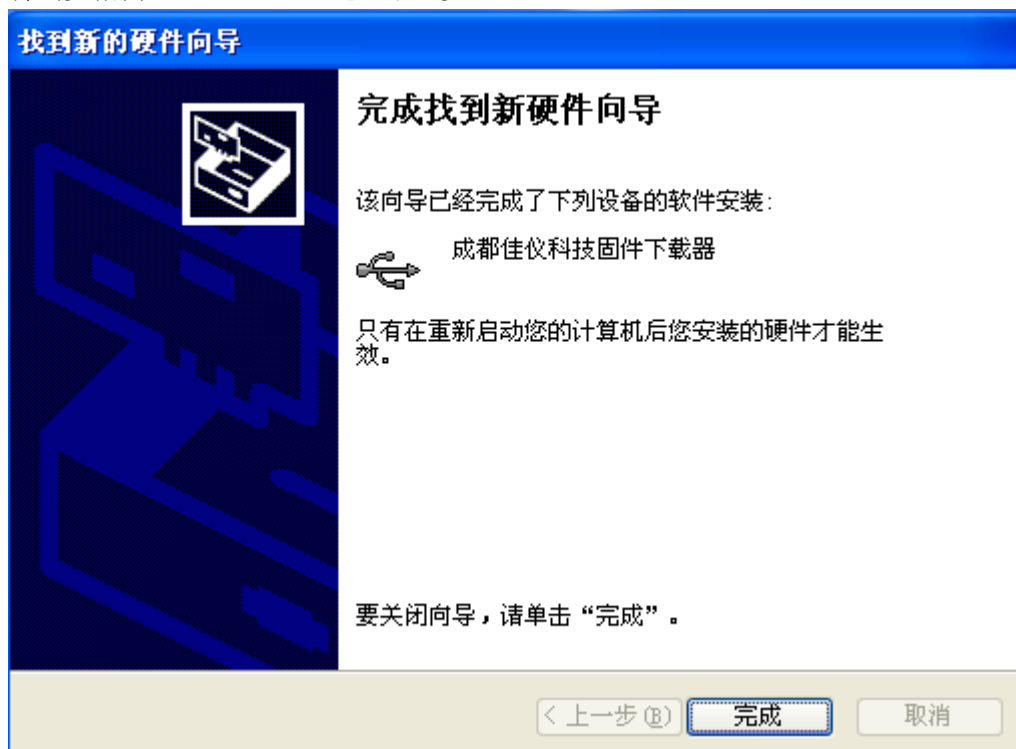 找到新的硬件向导
完成找到新硬件向导
该向导已经完成了下列设备的软件安装:
成都佳仪科技固件下载器
只有在重新启动您的计算机后您安装的硬件才能生
效。
要关闭向导，请单击“完成”。
< 上一步(B) 完成 取消